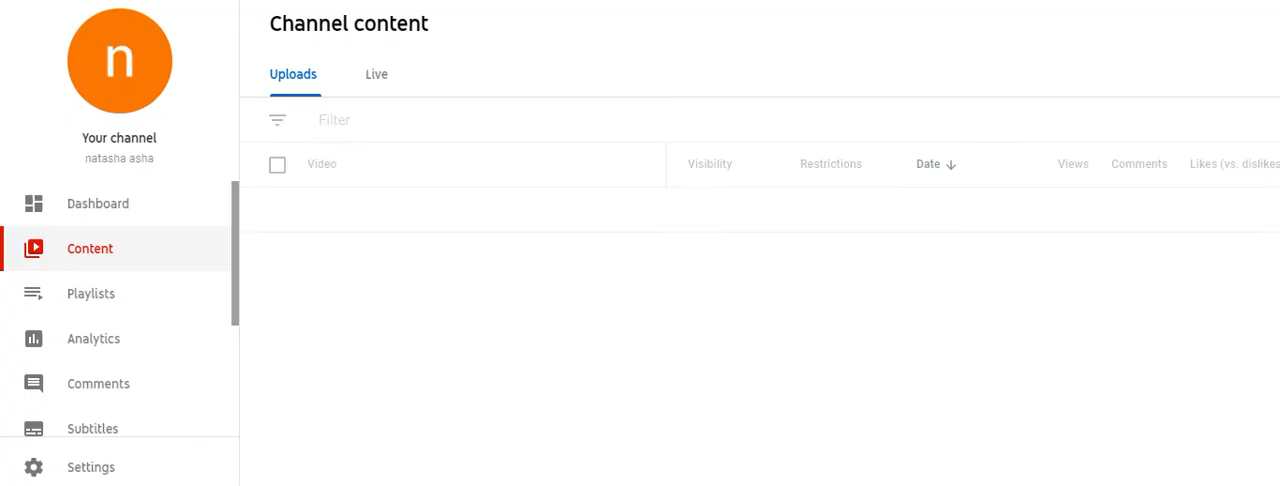 Channel content
n
Uploads Live
Filter
Your channel
natasha asha
Video Visibility Restrictions Date Views Comments Likes (vs. dislikes
Dashboard
Content
Playlists
Analytics
Comments
Subtitles
Settings